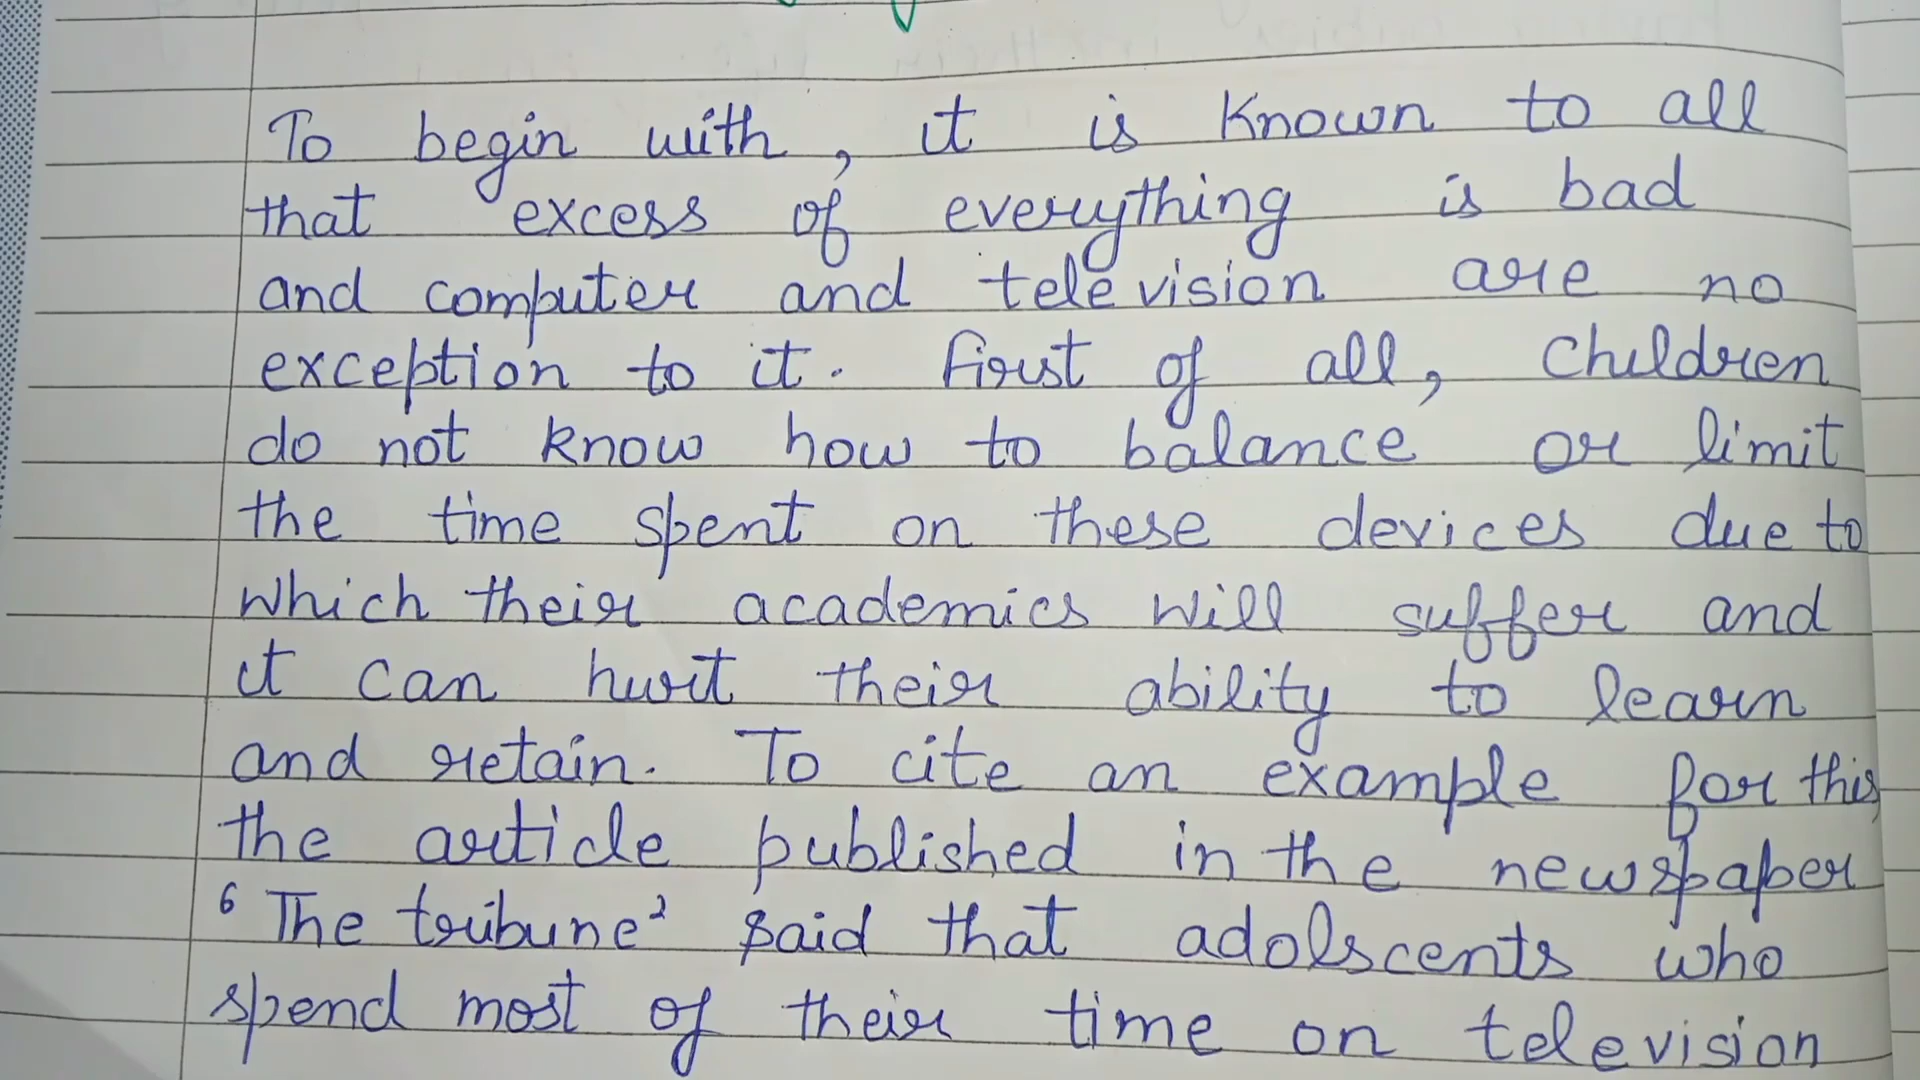 To begin with, it is known to all
that excess of everything is bad
and computer and television are no
exception to it. First of all, children
do not know how to balance or limit
the time spent on these devices due to
which their academics will suffer and
it can hurt their ability to learn
and retain. To cite an example for this
the article published in the newspaper
'The tribune' said that adolscents who
spend most of their time on television